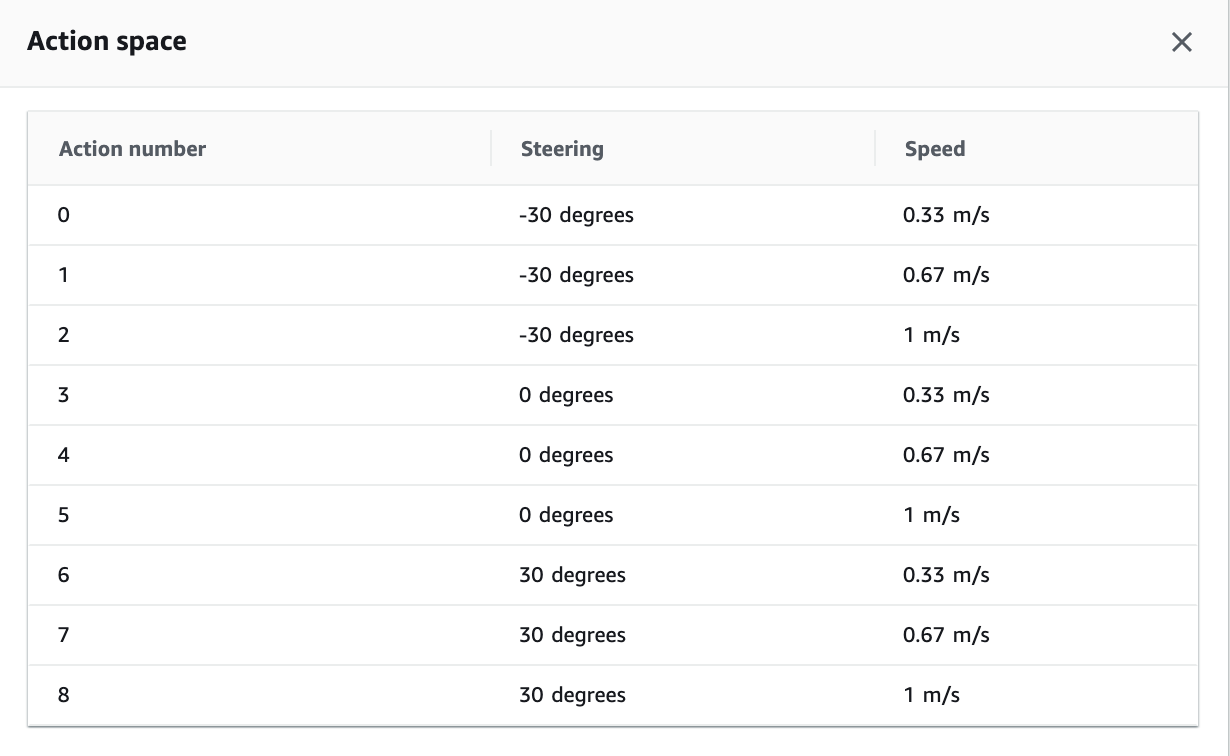 Action space
Action number Steering Speed
0 -30 degrees 0.33 m/s
1 -30 degrees 0.67 m/s
2 -30 degrees 1 m/s
3 0 degrees 0.33 m/s
4 0 degrees 0.67 m/s
5 0 degrees 1 m/s
6 30 degrees 0.33 m/s
7 30 degrees 0.67 m/s
8 30 degrees 1 m/s